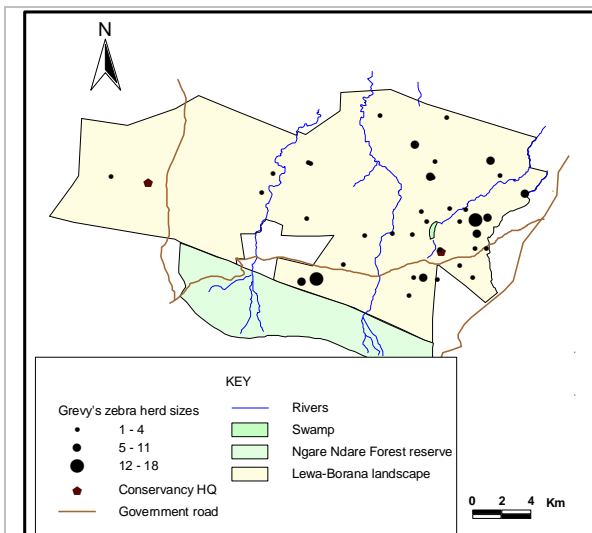 N
KEY
Grevy's zebra herd sizes
1 - 4
5 - 11
12 - 18
Conservancy HQ
Government road
Rivers
Swamp
Ngare Ndare Forest reserve
Lewa-Borana landscape
0 2 4 Km